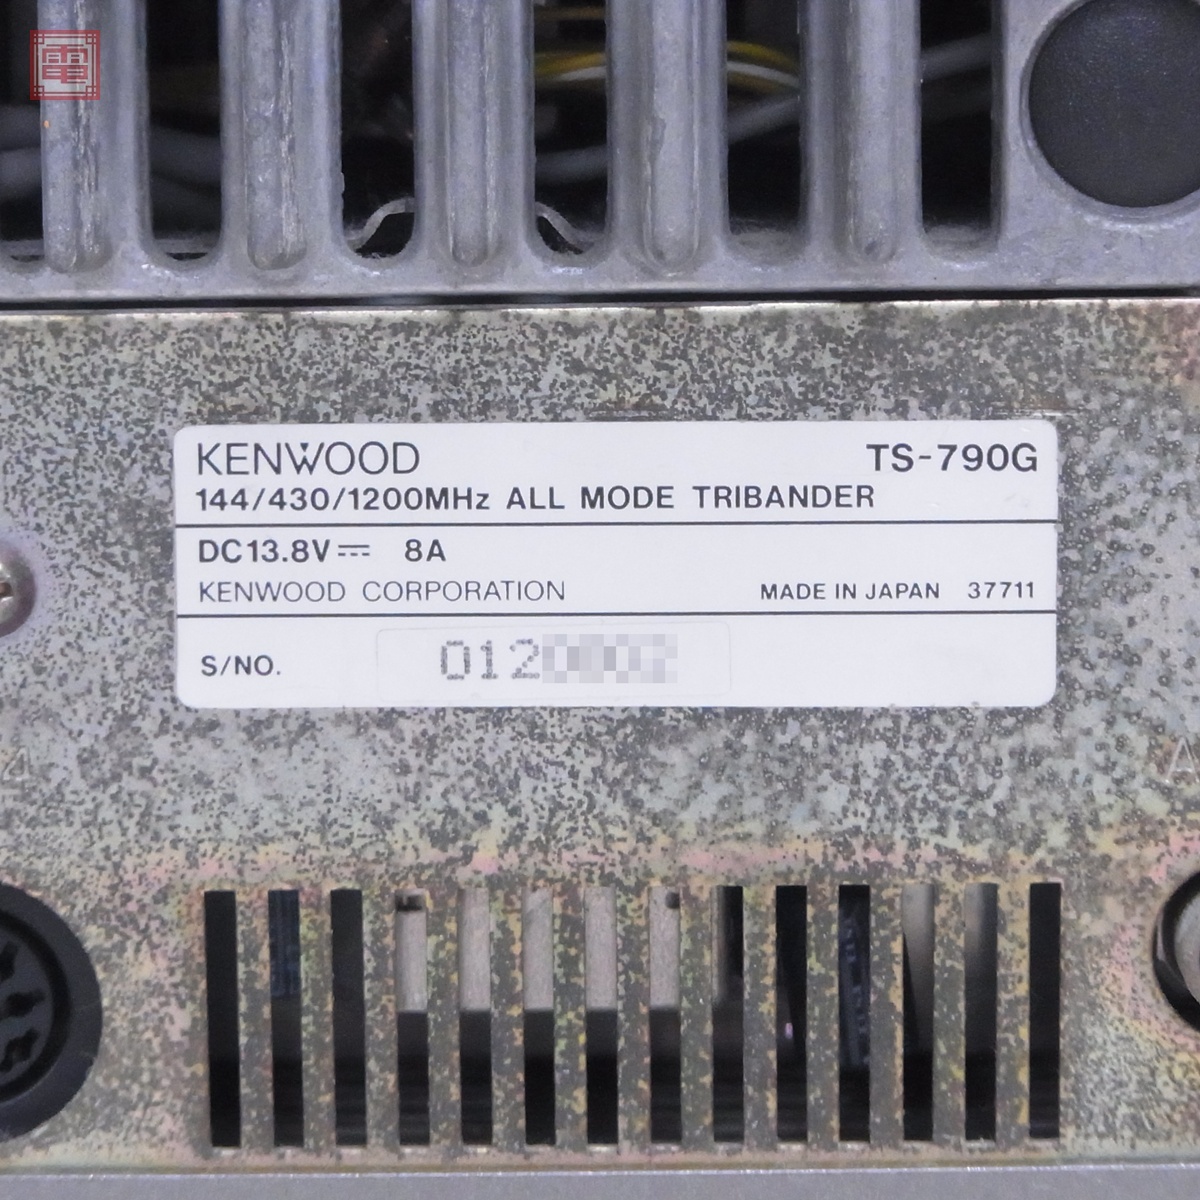 KENWOOD TS-790G
144/430/1200MHz ALL MODE TRIBANDER
DC13.8V⎓ 8A
KENWOOD CORPORATION MADE IN JAPAN 37711
S/NO. 012
4
A